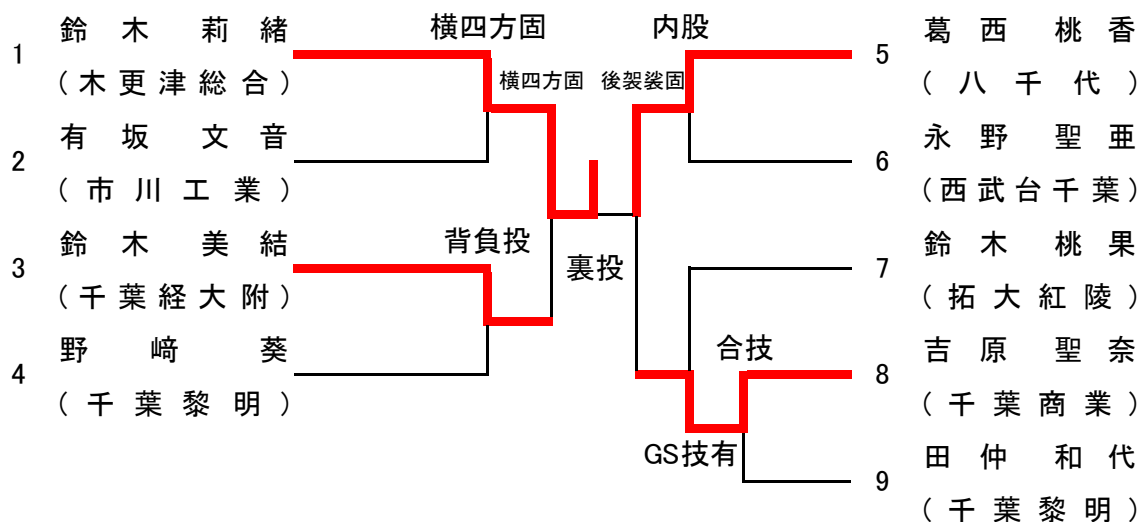 鈴木莉緒
1
(木更津総合)
有坂文音
2
(市川工業)
鈴木美結
3
(千葉経大附)
野﨑葵
4
(千葉黎明)
横四方固
横四方固
背負投
裏投
内股
後袈裟固
合技
GS技有
葛西桃香
5
(八千代)
永野聖亜
6
(西武台千葉)
鈴木桃果
7
(拓大紅陵)
吉原聖奈
8
(千葉商業)
田仲和代
9
(千葉黎明)